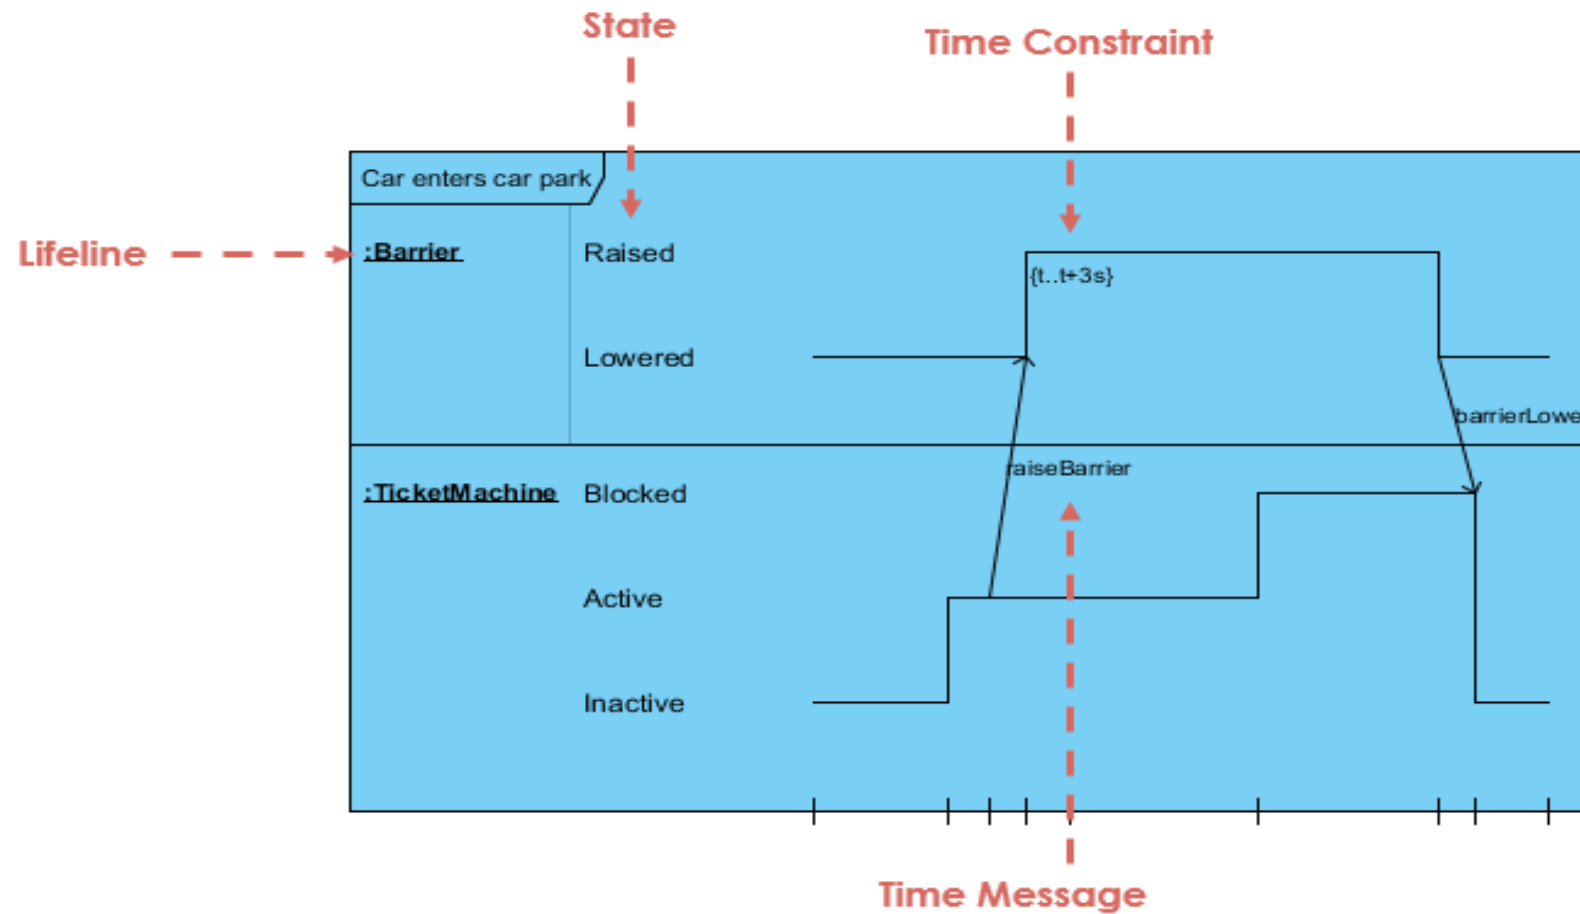 State
Time Constraint
Car enters car park
Lifeline
:Barrier
Raised
{t..t+3s}
Lowered
barrierLowe
raiseBarrier
:TicketMachine
Blocked
Active
Inactive
Time Message